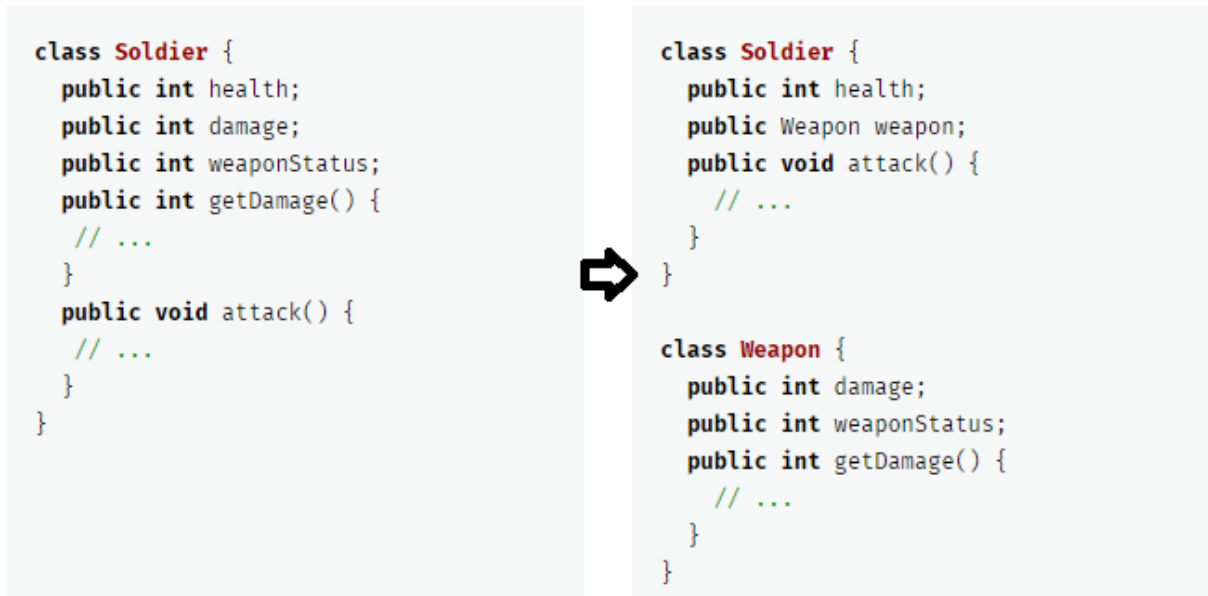 class Soldier {
  public int health;
  public int damage;
  public int weaponStatus;
  public int getDamage() {
   // ...
  }
  public void attack() {
   // ...
  }
}
class Soldier {
  public int health;
  public Weapon weapon;
  public void attack() {
    // ...
  }
}
class Weapon {
  public int damage;
  public int weaponStatus;
  public int getDamage() {
    // ...
  }
}